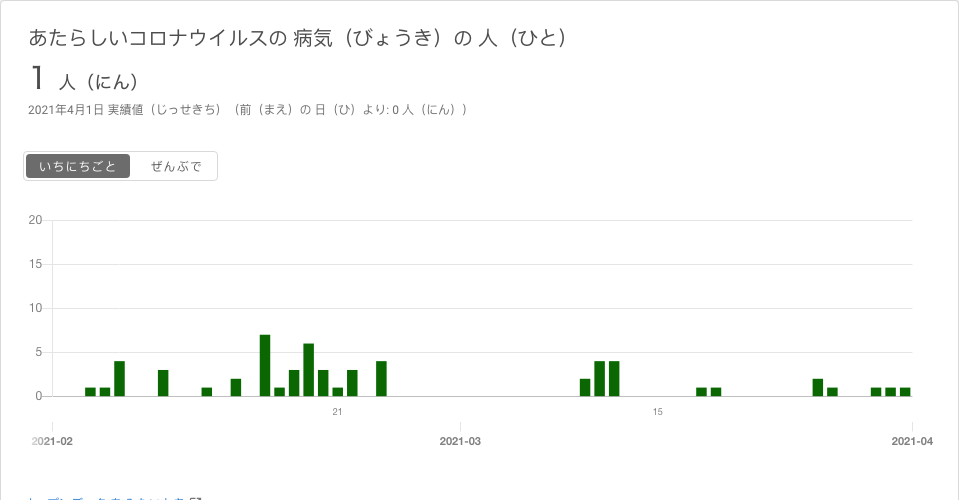 あたらしいコロナウイルスの 病気（びょうき）の 人（ひと）
1 人（にん）
2021年4月1日 実績値（じっせきち）（前（まえ）の 日（ひ）より: 0 人（にん））
いちにちごと ぜんぶで
20
15
10
5
0
21 15
2021-02 2021-03 2021-04